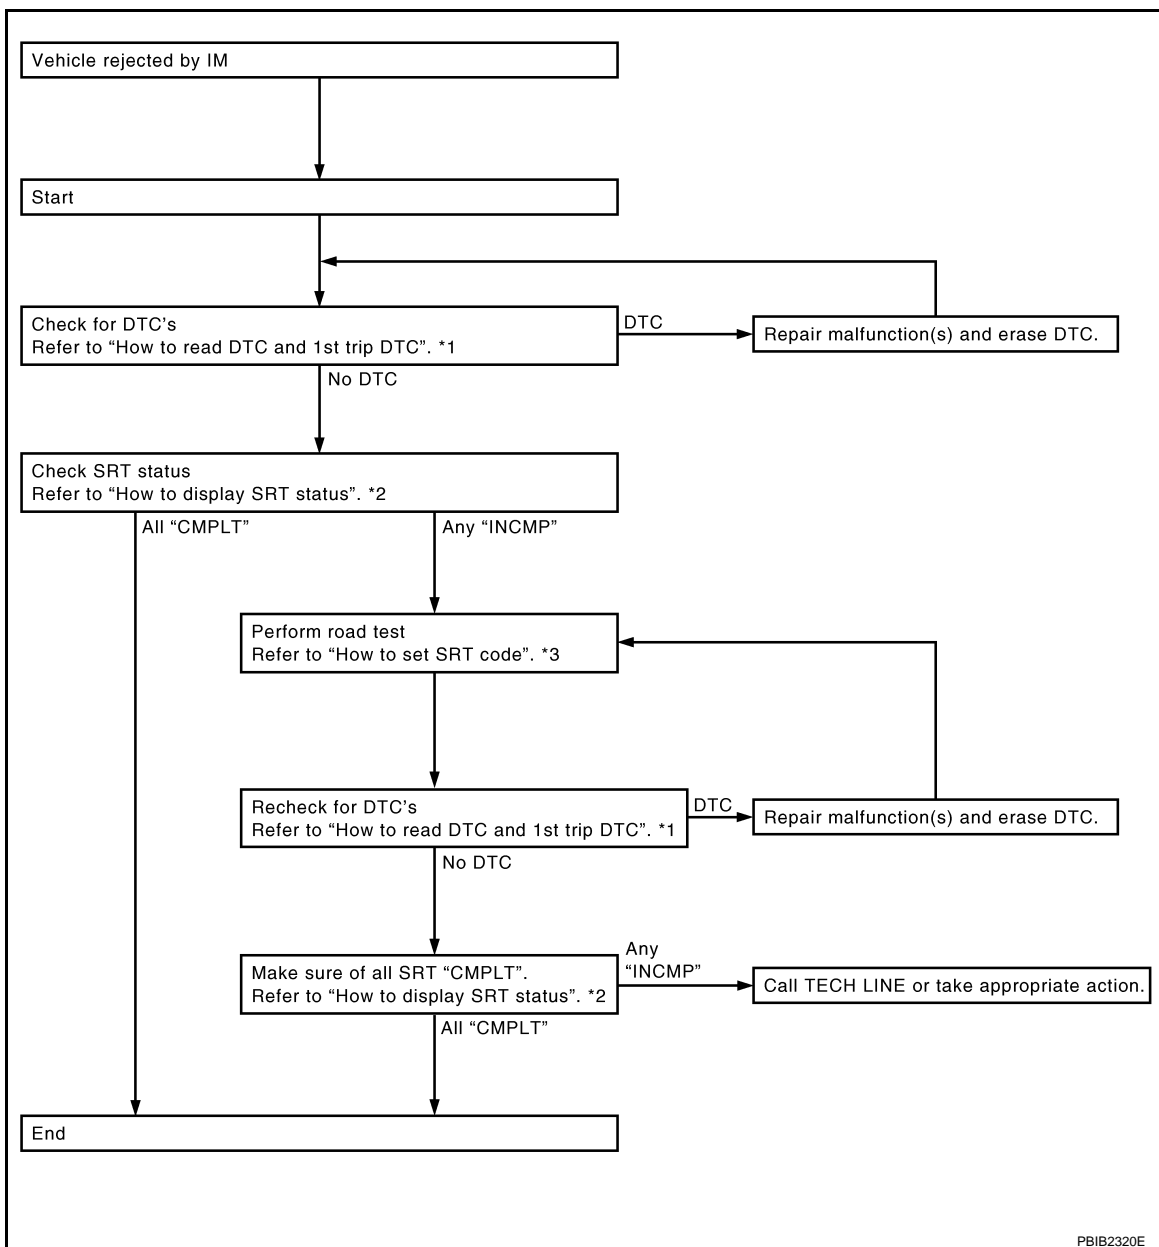 Vehicle rejected by IM
Start
Check for DTC's
Refer to “How to read DTC and 1st trip DTC”. *1
DTC
Repair malfunction(s) and erase DTC.
No DTC
Check SRT status
Refer to “How to display SRT status”. *2
All “CMPLT”
Any “INCMP”
Perform road test
Refer to “How to set SRT code”. *3
Recheck for DTC's
Refer to “How to read DTC and 1st trip DTC”. *1
DTC
Repair malfunction(s) and erase DTC.
No DTC
Make sure of all SRT “CMPLT”.
Refer to “How to display SRT status”. *2
Any
“INCMP”
Call TECH LINE or take appropriate action.
All “CMPLT”
End
PBIB2320E